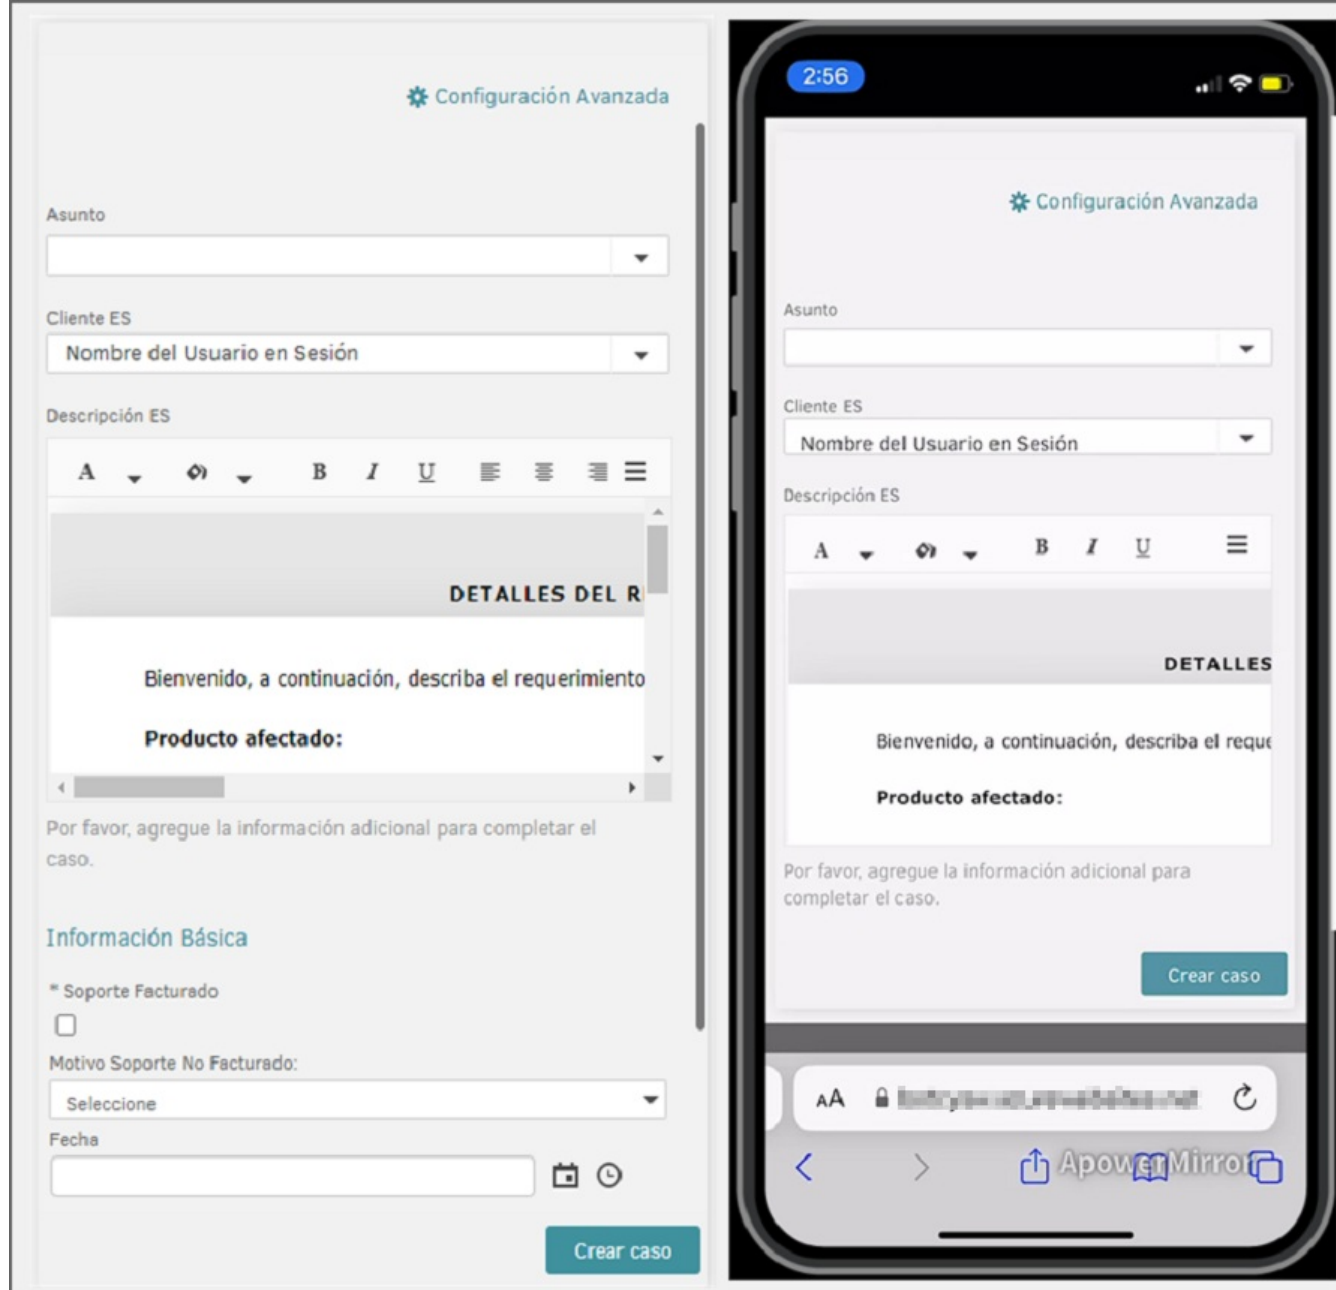 Configuración Avanzada
Asunto
Cliente ES
Nombre del Usuario en Sesión
Descripción ES
A B I U
DETALLES DEL R
Bienvenido, a continuación, describa el requerimiento
Producto afectado:
Por favor, agregue la información adicional para completar el
caso.
Información Básica
* Soporte Facturado
Motivo Soporte No Facturado:
Seleccione
Fecha
Crear caso
2:56
Configuración Avanzada
Asunto
Cliente ES
Nombre del Usuario en Sesión
Descripción ES
A B I U
DETALLES
Bienvenido, a continuación, describa el reque
Producto afectado:
Por favor, agregue la información adicional para
completar el caso.
Crear caso
AA
ApowerMirror